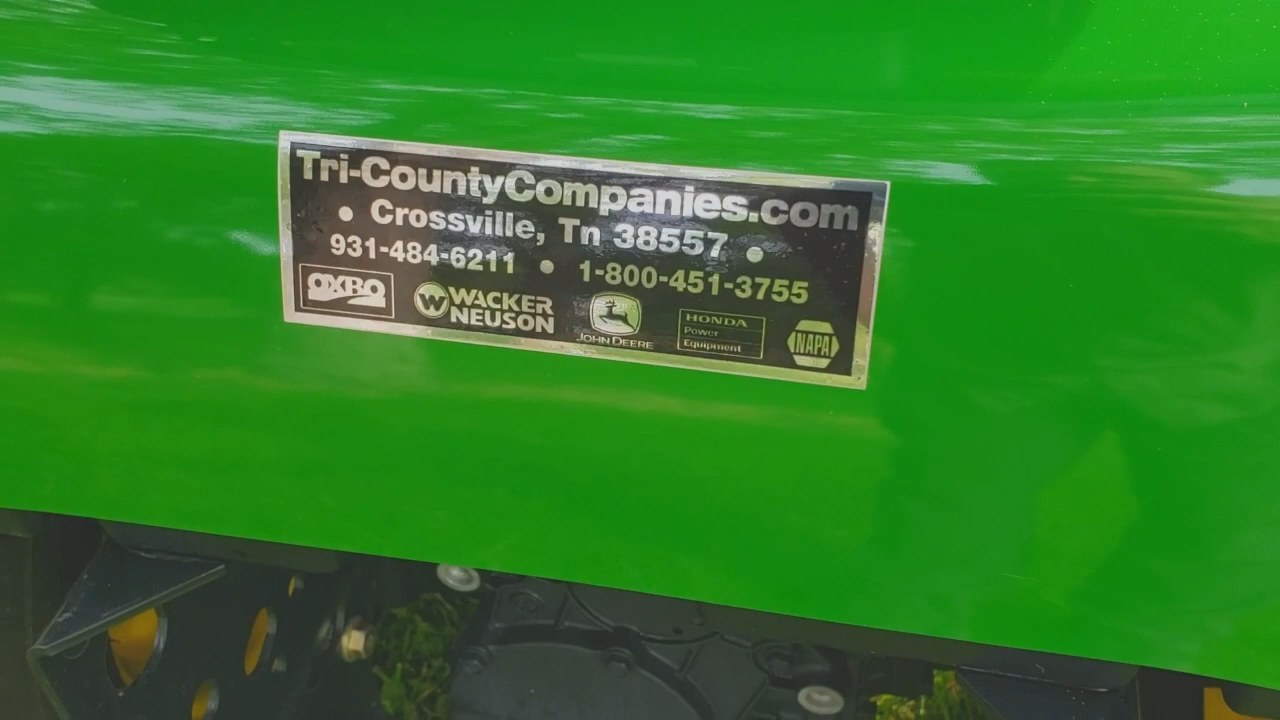 Tri-CountyCompanies.com
• Crossville, Tn 38557 •
931-484-6211 • 1-800-451-3755
OXBO
W WACKER NEUSON
JOHN DEERE
HONDA
Power
Equipment
NAPA